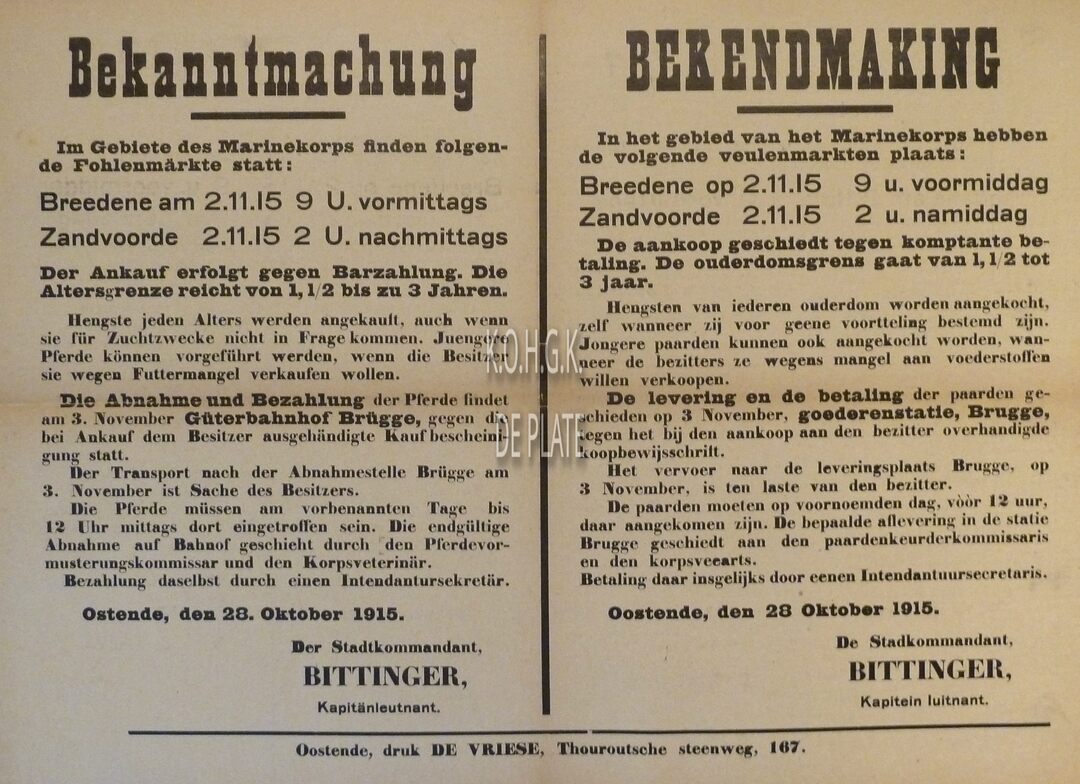 Bekanntmachung
Im Gebiete des Marinekorps finden folgen-
de Fohlenmärkte statt:
Breedene am 2.11.15 9 U. vormittags
Zandvoorde 2.11.15 2 U. nachmittags
Der Ankauf erfolgt gegen Barzahlung. Die
Altersgrenze reicht von 1,1/2 bis zu 3 Jahren.
Hengste jeden Alters werden angekauft, auch wenn
sie für Zuchtzwecke nicht in Frage kommen. Juengere
Pferde können vorgeführt werden, wenn die Besitzer
sie wegen Futtermangel verkaufen wollen.
Die Abnahme und Bezahlung der Pferde findet
am 3. November Güterbahnhof Brügge, gegen die
bei Ankauf dem Besitzer ausgehändigte Kaufbescheini-
gung statt.
Der Transport nach der Abnahmestelle Brügge am
3. November ist Sache des Besitzers.
Die Pferde müssen am vorbenannten Tage bis
12 Uhr mittags dort eingetroffen sein. Die endgültige
Abnahme auf Bahnof geschieht durch den Pferdevor-
musterungskommissar und den Korpsveterinär.
Bezahlung daselbst durch einen Intendantursekretär.
Ostende, den 28. Oktober 1915.
Der Stadtkommandant,
BITTINGER,
Kapitänleutnant.
BEKENDMAKING
In het gebied van het Marinekorps hebben
de volgende veulenmarkten plaats:
Breedene op 2.11.15 9 u. voormiddag
Zandvoorde 2.11.15 2 u. namiddag
De aankoop geschiedt tegen komptante be-
taling. De ouderdomsgrens gaat van 1,1/2 tot
3 jaar.
Hengsten van iederen ouderdom worden aangekocht,
zelf wanneer zij voor geene voortteling bestemd zijn.
Jongere paarden kunnen ook aangekocht worden, wan-
neer de bezitters ze wegens mangel aan voederstoffen
willen verkoopen.
De levering en de betaling der paarden ge-
schieden op 3 November, goederenstatie, Brugge,
tegen het bij den aankoop aan den bezitter overhandigde
koopbewijsschrift.
Het vervoer naar de leveringsplaats Brugge, op
3 November, is ten laste van den bezitter.
De paarden moeten op voornoemden dag, vòòr 12 uur,
daar aangekomen zijn. De bepaalde aflevering in de statie
Brugge geschiedt aan den paardenkeurderkommissaris
en den korpsveearts.
Betaling daar insgelijks door eenen Intendantuursecretaris.
Oostende, den 28 Oktober 1915.
De Stadkommandant,
BITTINGER,
Kapitein luitnant.
Oostende, druk DE VRIESE, Thouroutsche steenweg, 167.
K.O.H.G.K.
DE PLATE